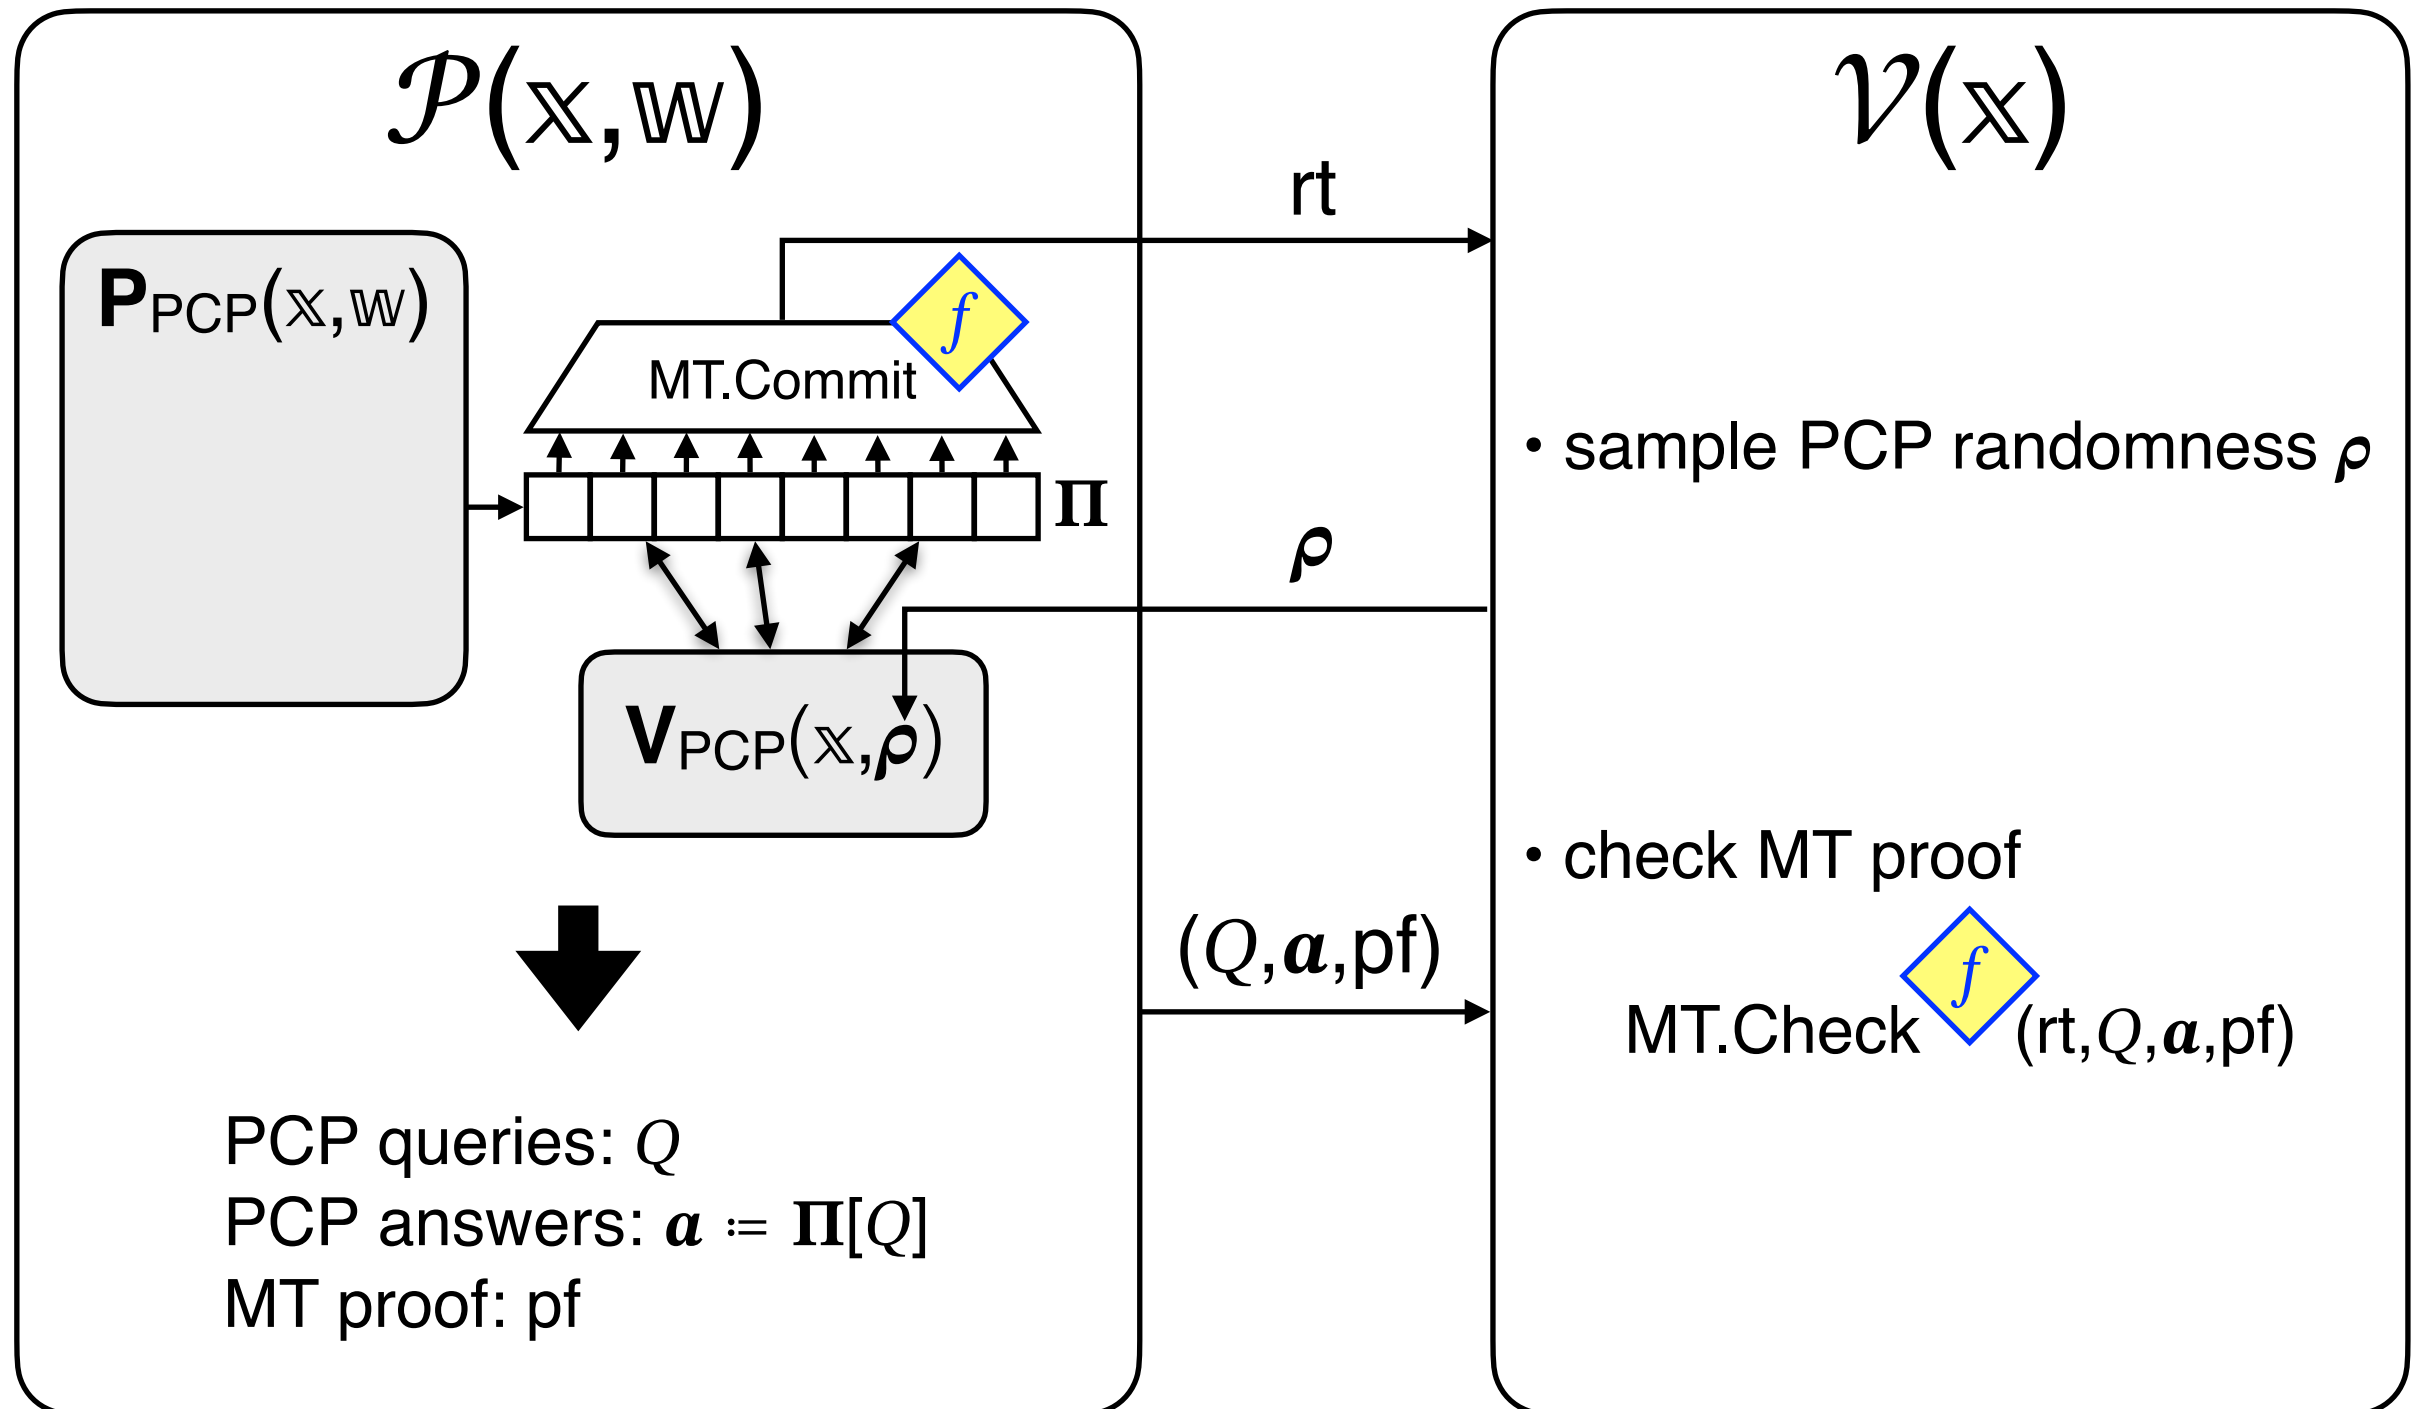 𝒫(𝕩,𝕨)
P_PCP(𝕩,𝕨)
MT.Commit
f
Π
V_PCP(𝕩,ρ)
PCP queries: Q
PCP answers: a ≔ Π[Q]
MT proof: pf
rt
ρ
(Q,a,pf)
𝒱(𝕩)
• sample PCP randomness ρ
• check MT proof
MT.Check f (rt,Q,a,pf)